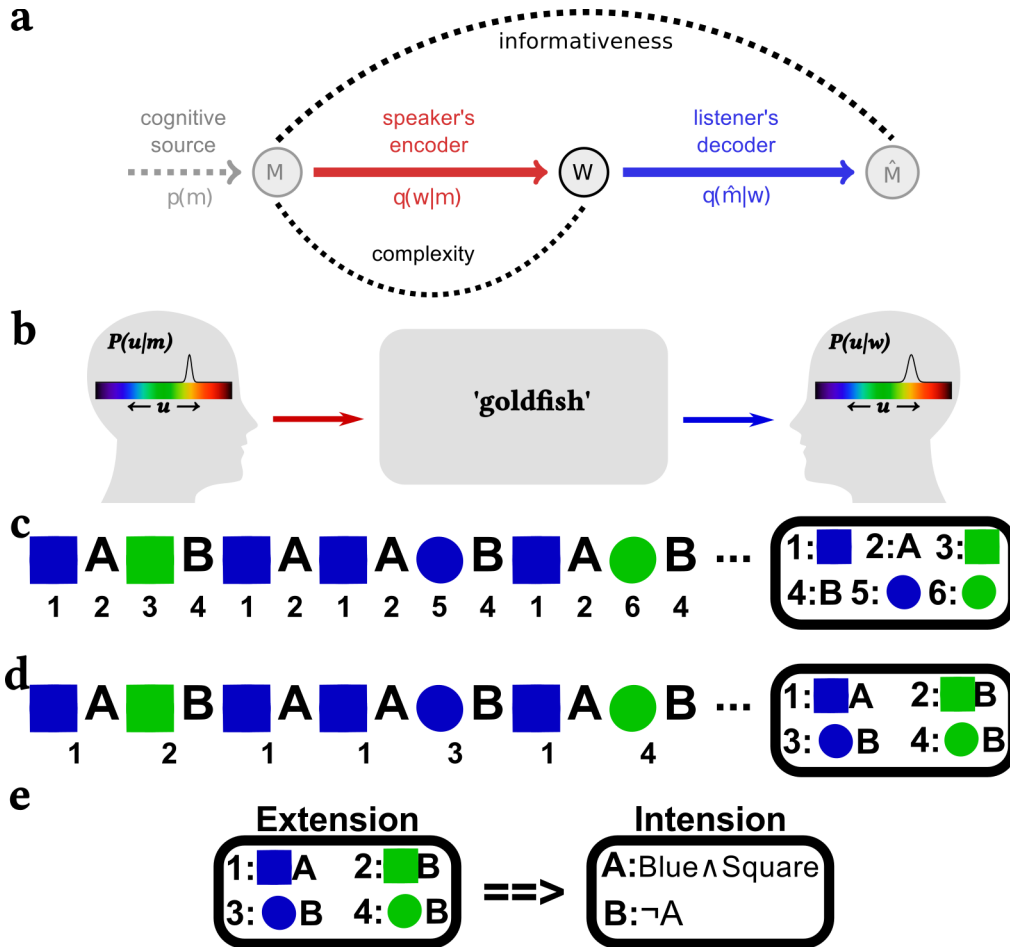 a
informativeness
cognitive
source
speaker's
encoder
listener's
decoder
M
W
M̂
p(m)
q(w|m)
q(m̂|w)
complexity
b
P(u|m)
← u →
'goldfish'
P(u|w)
← u →
c
A B A A B A B ...
1 2 3 4 1 2 1 2 5 4 1 2 6 4
1: 2:A 3:
4:B 5: 6:
d
A B A A B A B ...
1 2 1 1 3 1 4
1: A 2: B
3: B 4: B
e
Extension
1: A 2: B
3: B 4: B
==>
Intension
A:Blue∧Square
B:¬A